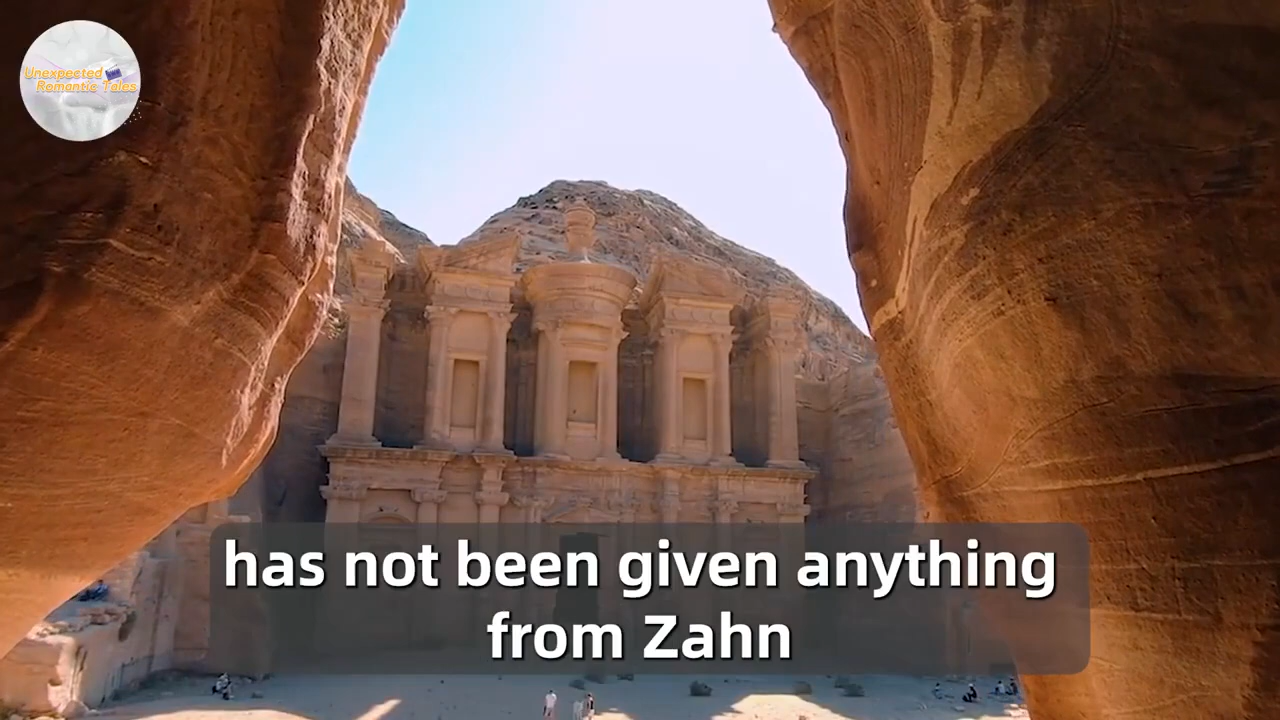 Unexpected
Romantic Tales
has not been given anything
from Zahn